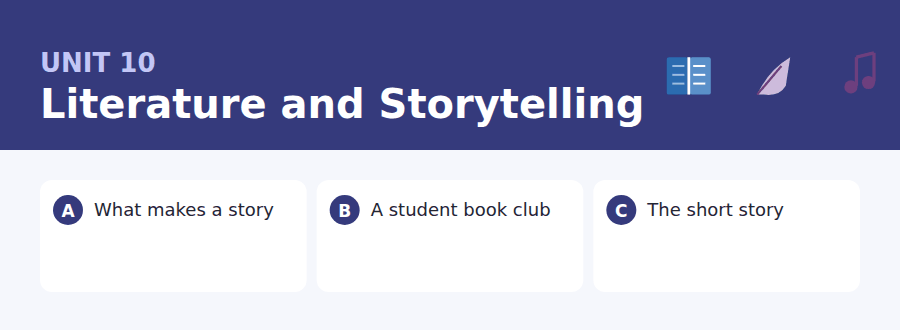 UNIT 10
Literature and Storytelling
A What makes a story
B A student book club
C The short story